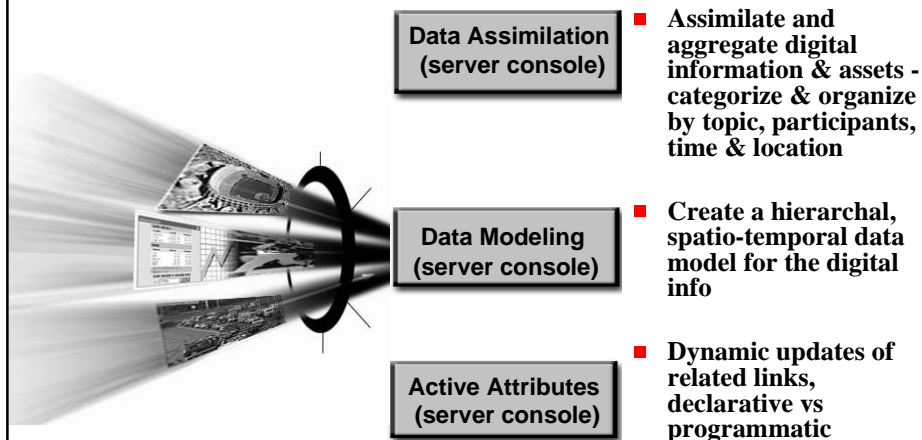 Data Assimilation
(server console)
Assimilate and
aggregate digital
information & assets -
categorize & organize
by topic, participants,
time & location
Data Modeling
(server console)
Create a hierarchal,
spatio-temporal data
model for the digital
info
Active Attributes
(server console)
Dynamic updates of
related links,
declarative vs
programmatic